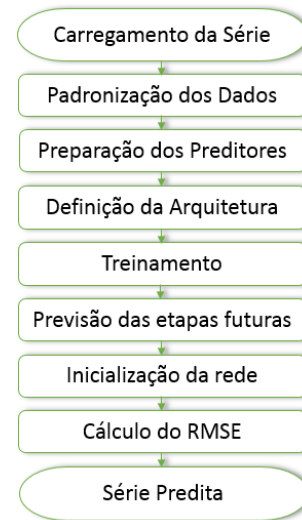 Carregamento da Série
Padronização dos Dados
Preparação dos Preditores
Definição da Arquitetura
Treinamento
Previsão das etapas futuras
Inicialização da rede
Cálculo do RMSE
Série Predita